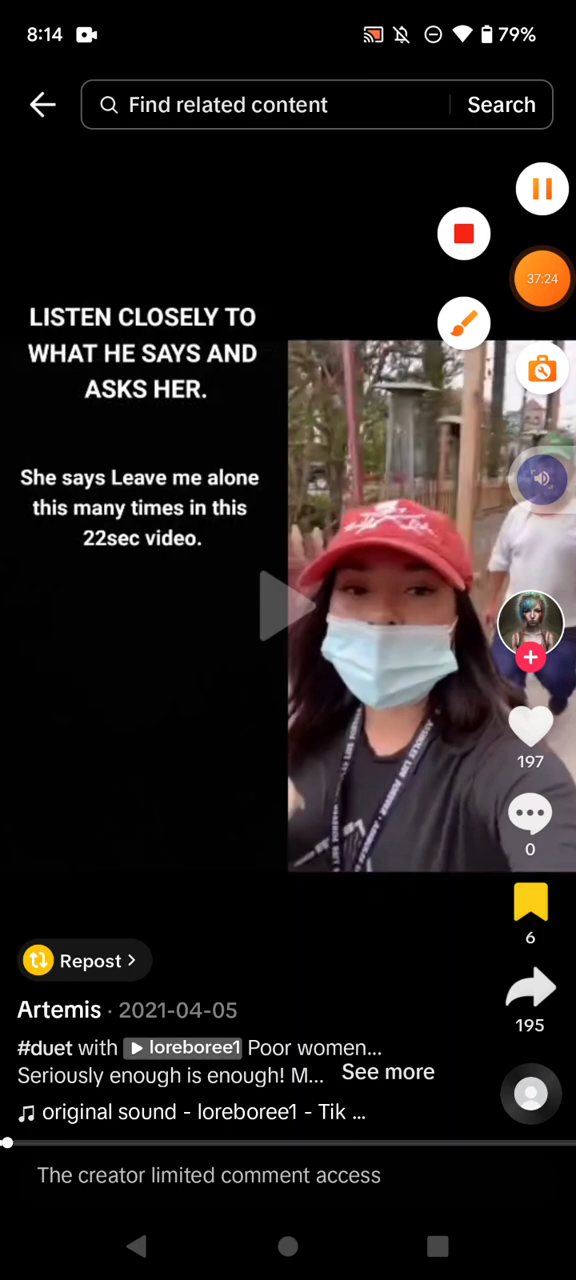 8:14
79%
Find related content
Search
37:24
LISTEN CLOSELY TO
WHAT HE SAYS AND
ASKS HER.
She says Leave me alone
this many times in this
22sec video.
197
0
6
195
Repost >
Artemis · 2021-04-05
#duet with loreboree1 Poor women...
Seriously enough is enough! M... See more
original sound - loreboree1 - Tik ...
The creator limited comment access